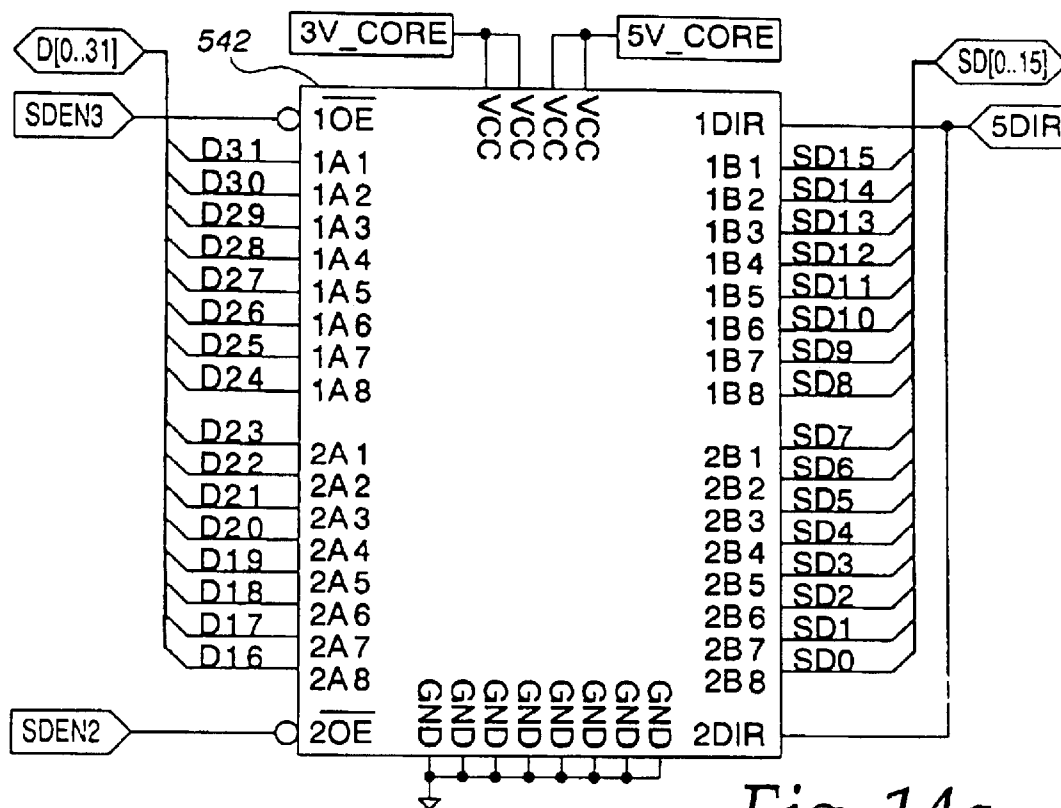 3V_CORE 5V_CORE
D[0..31] 542 SD[0..15]
VCC VCC VCC VCC
SDEN3 1OE 1DIR 5DIR
D31 1A1 1B1 SD15
D30 1A2 1B2 SD14
D29 1A3 1B3 SD13
D28 1A4 1B4 SD12
D27 1A5 1B5 SD11
D26 1A6 1B6 SD10
D25 1A7 1B7 SD9
D24 1A8 1B8 SD8
D23 2A1 2B1 SD7
D22 2A2 2B2 SD6
D21 2A3 2B3 SD5
D20 2A4 2B4 SD4
D19 2A5 2B5 SD3
D18 2A6 2B6 SD2
D17 2A7 2B7 SD1
D16 2A8 2B8 SD0
GND GND GND GND GND GND GND GND
SDEN2 2OE 2DIR